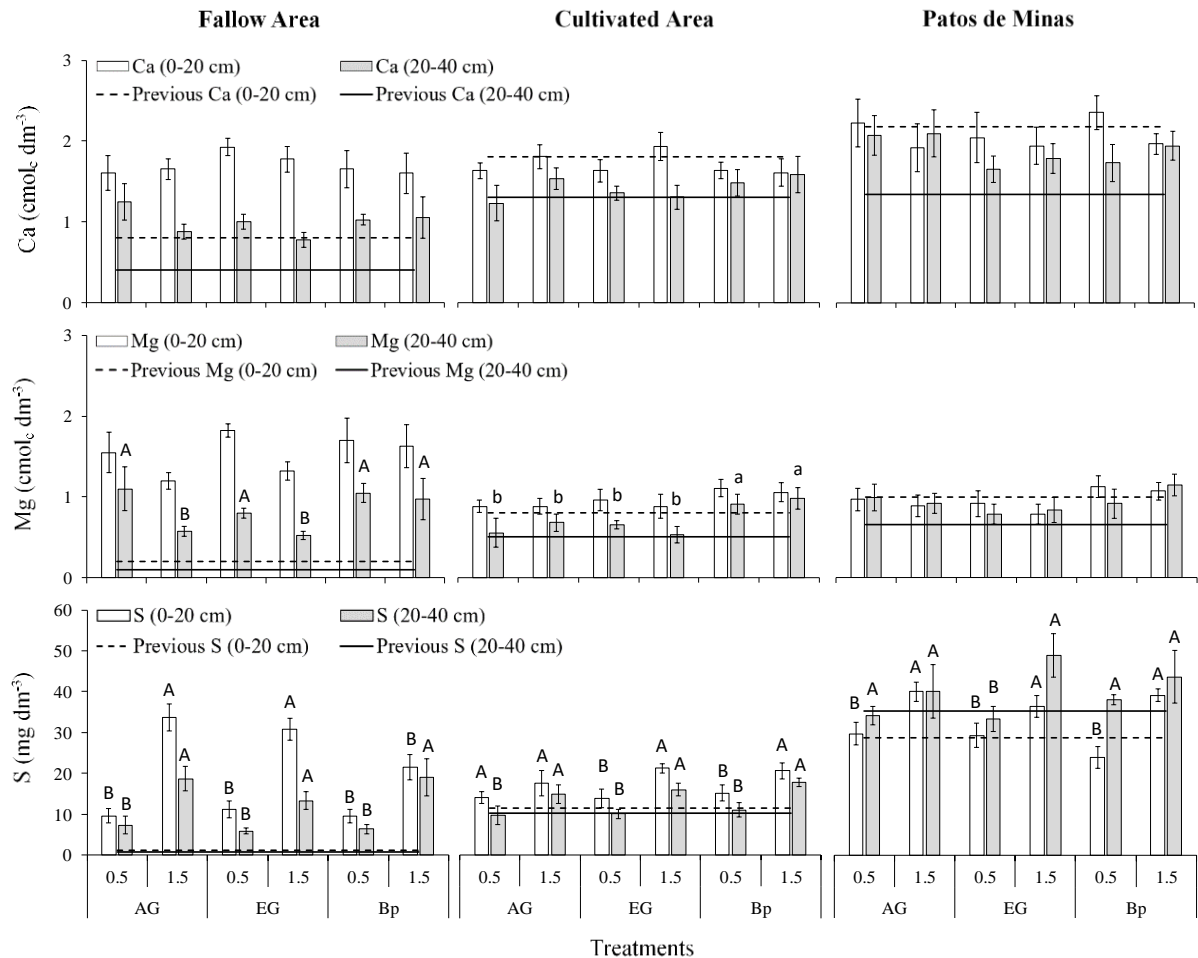 Fallow Area Cultivated Area Patos de Minas
Ca (cmolc dm-3)
3
2
1
0
Ca (0-20 cm) Ca (20-40 cm)
Previous Ca (0-20 cm) Previous Ca (20-40 cm)
Mg (cmolc dm-3)
3
2
1
0
Mg (0-20 cm) Mg (20-40 cm)
Previous Mg (0-20 cm) Previous Mg (20-40 cm)
A B A B A A b b b b a a
S (mg dm-3)
60
50
40
30
20
10
0
S (0-20 cm) S (20-40 cm)
Previous S (0-20 cm) Previous S (20-40 cm)
B B A A B B A A B B B A A B A A B B A A B B A A B A A A B B A A B A A A
0.5 1.5 0.5 1.5 0.5 1.5 0.5 1.5 0.5 1.5 0.5 1.5 0.5 1.5 0.5 1.5 0.5 1.5
AG EG Bp AG EG Bp AG EG Bp
Treatments